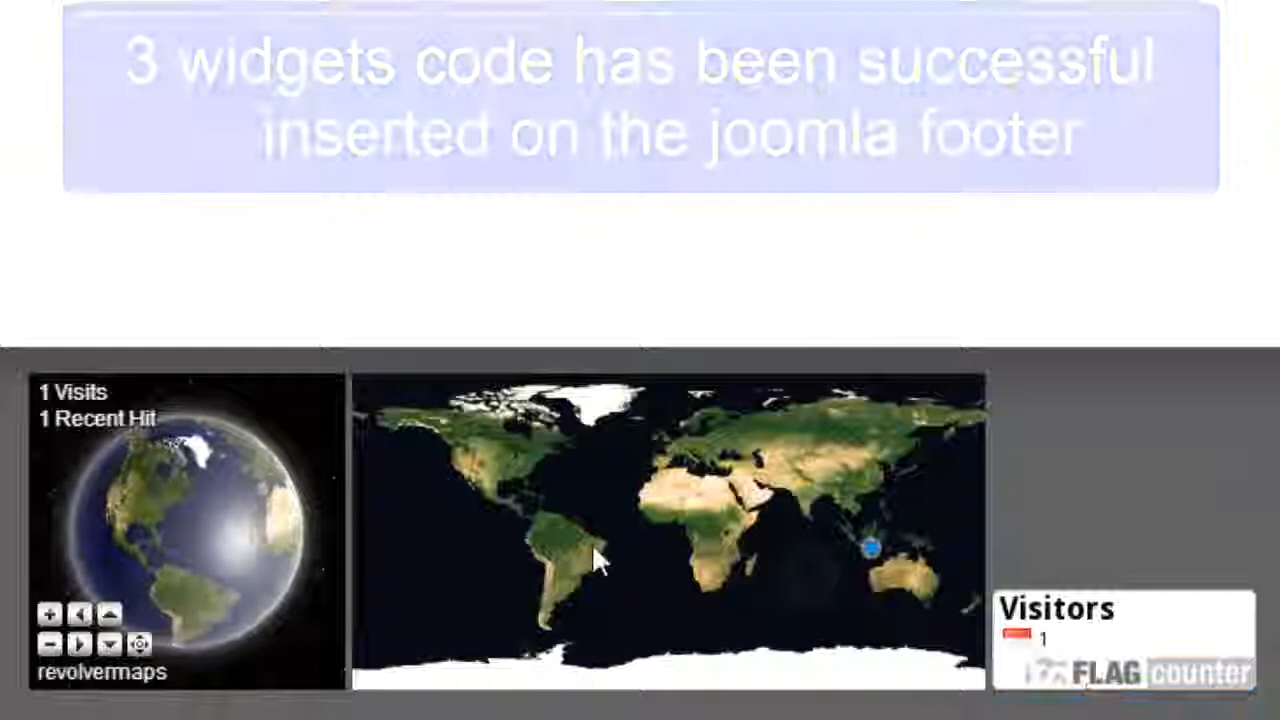 3 widgets code has been successful
inserted on the joomla footer
1 Visits
1 Recent Hit
revolvermaps
Visitors
1
FLAG counter